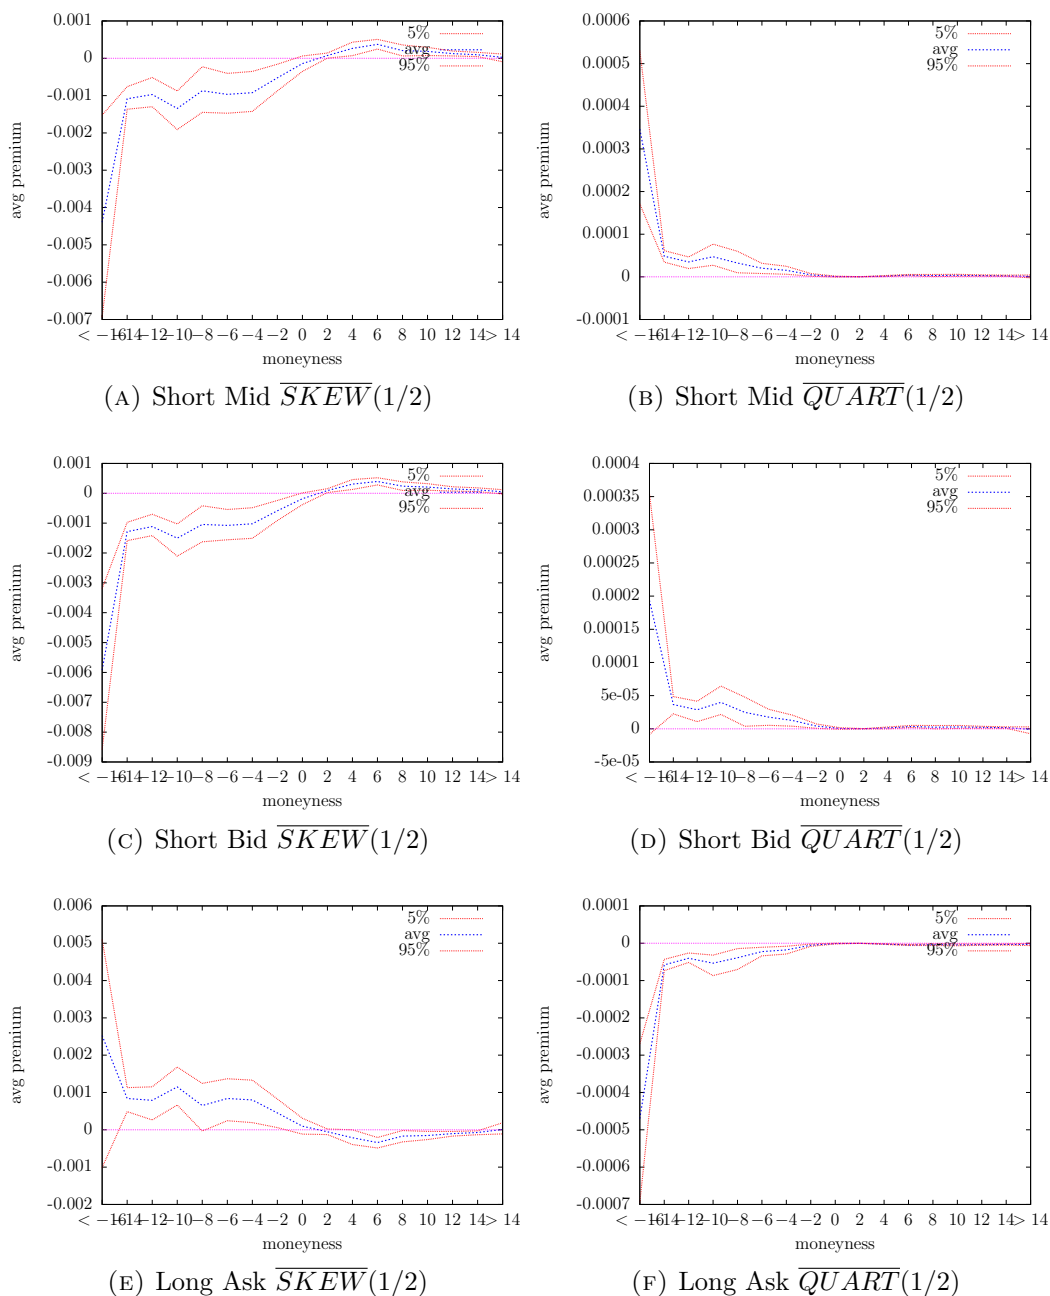 0.001
0
-0.001
-0.002
-0.003
-0.004
-0.005
-0.006
-0.007
avg premium
5%
avg
95%
< −16 −14 −12 −10 −8 −6 −4 −2 0 2 4 6 8 10 12 14 > 14
moneyness
(A) Short Mid SKEW(1/2)
0.0006
0.0005
0.0004
0.0003
0.0002
0.0001
0
-0.0001
avg premium
5%
avg
95%
< −16 −14 −12 −10 −8 −6 −4 −2 0 2 4 6 8 10 12 14 > 14
moneyness
(B) Short Mid QUART(1/2)
0.001
0
-0.001
-0.002
-0.003
-0.004
-0.005
-0.006
-0.007
-0.008
-0.009
avg premium
5%
avg
95%
< −16 −14 −12 −10 −8 −6 −4 −2 0 2 4 6 8 10 12 14 > 14
moneyness
(C) Short Bid SKEW(1/2)
0.0004
0.00035
0.0003
0.00025
0.0002
0.00015
0.0001
5e-05
0
-5e-05
avg premium
5%
avg
95%
< −16 −14 −12 −10 −8 −6 −4 −2 0 2 4 6 8 10 12 14 > 14
moneyness
(D) Short Bid QUART(1/2)
0.006
0.005
0.004
0.003
0.002
0.001
0
-0.001
-0.002
avg premium
5%
avg
95%
< −16 −14 −12 −10 −8 −6 −4 −2 0 2 4 6 8 10 12 14 > 14
moneyness
(E) Long Ask SKEW(1/2)
0.0001
0
-0.0001
-0.0002
-0.0003
-0.0004
-0.0005
-0.0006
-0.0007
avg premium
5%
avg
95%
< −16 −14 −12 −10 −8 −6 −4 −2 0 2 4 6 8 10 12 14 > 14
moneyness
(F) Long Ask QUART(1/2)